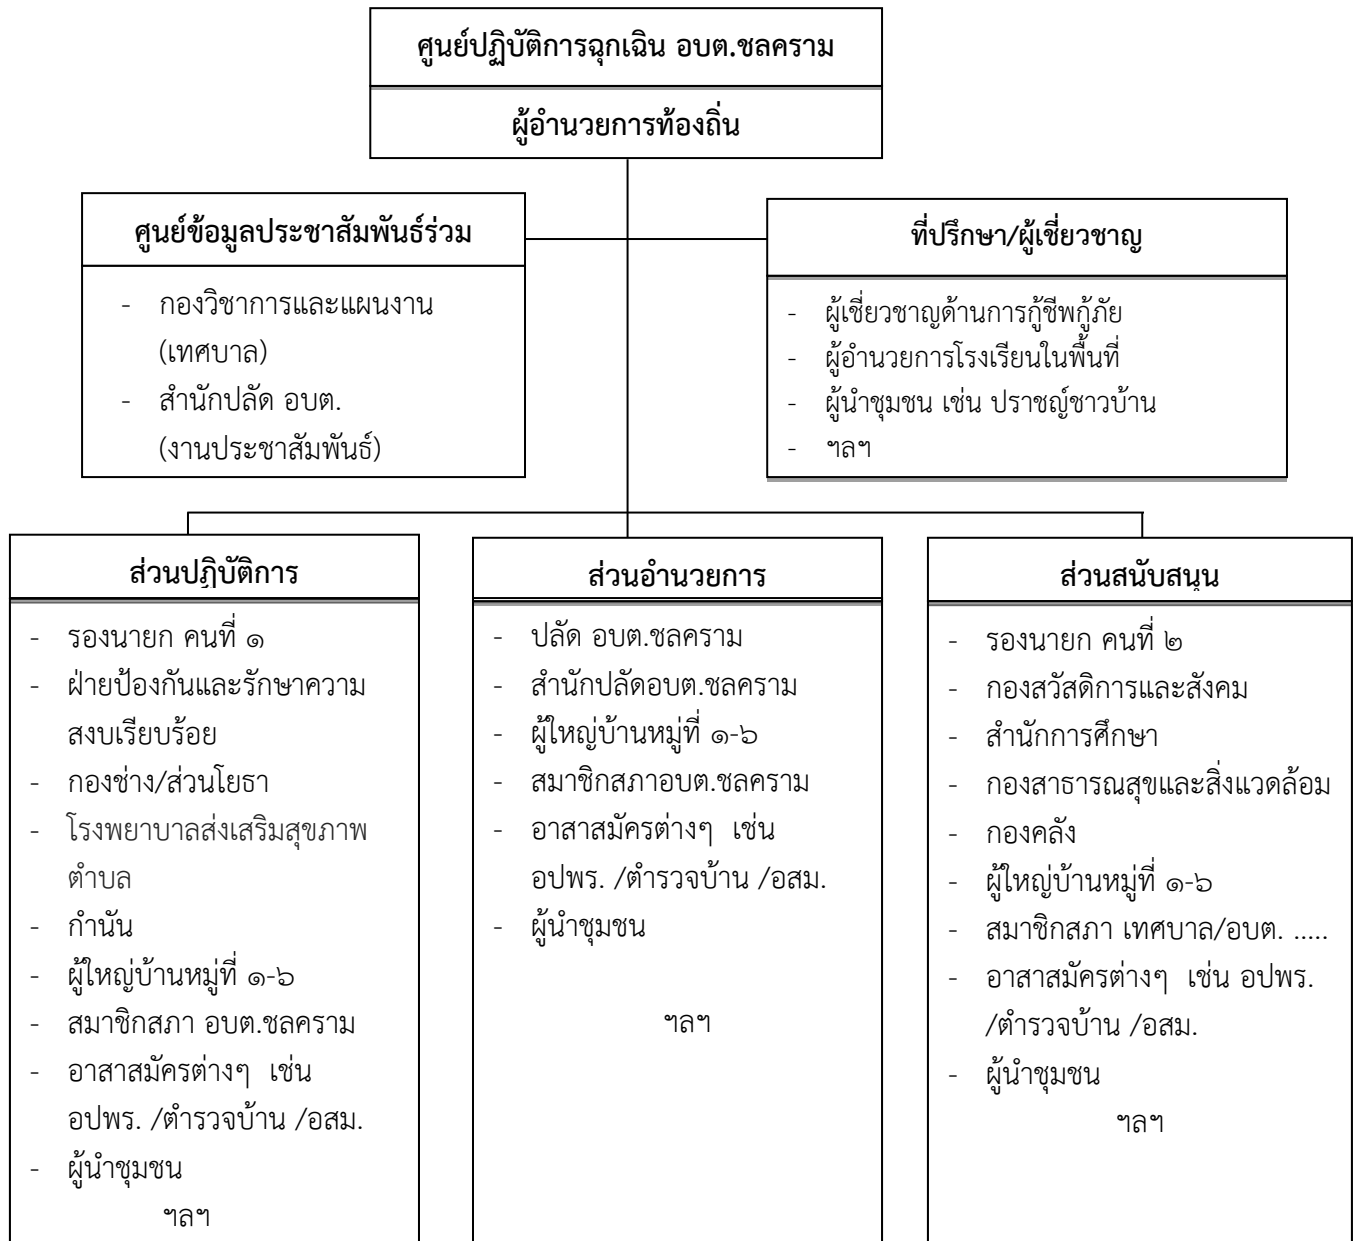 ศูนย์ปฏิบัติการฉุกเฉิน อบต.ชลคราม
ผู้อำนวยการท้องถิ่น
ศูนย์ข้อมูลประชาสัมพันธ์ร่วม
- กองวิชาการและแผนงาน
(เทศบาล)
- สำนักปลัด อบต.
(งานประชาสัมพันธ์)
ที่ปรึกษา/ผู้เชี่ยวชาญ
- ผู้เชี่ยวชาญด้านการกู้ชีพกู้ภัย
- ผู้อำนวยการโรงเรียนในพื้นที่
- ผู้นำชุมชน เช่น ปราชญ์ชาวบ้าน
- ฯลฯ
ส่วนปฏิบัติการ
- รองนายก คนที่ ๑
- ฝ่ายป้องกันและรักษาความ
สงบเรียบร้อย
- กองช่าง/ส่วนโยธา
- โรงพยาบาลส่งเสริมสุขภาพ
ตำบล
- กำนัน
- ผู้ใหญ่บ้านหมู่ที่ ๑-๖
- สมาชิกสภา อบต.ชลคราม
- อาสาสมัครต่างๆ เช่น
อปพร. /ตำรวจบ้าน /อสม.
- ผู้นำชุมชน
ฯลฯ
ส่วนอำนวยการ
- ปลัด อบต.ชลคราม
- สำนักปลัดอบต.ชลคราม
- ผู้ใหญ่บ้านหมู่ที่ ๑-๖
- สมาชิกสภาอบต.ชลคราม
- อาสาสมัครต่างๆ เช่น
อปพร. /ตำรวจบ้าน /อสม.
- ผู้นำชุมชน
ฯลฯ
ส่วนสนับสนุน
- รองนายก คนที่ ๒
- กองสวัสดิการและสังคม
- สำนักการศึกษา
- กองสาธารณสุขและสิ่งแวดล้อม
- กองคลัง
- ผู้ใหญ่บ้านหมู่ที่ ๑-๖
- สมาชิกสภา เทศบาล/อบต. .....
- อาสาสมัครต่างๆ เช่น อปพร.
/ตำรวจบ้าน /อสม.
- ผู้นำชุมชน
ฯลฯ